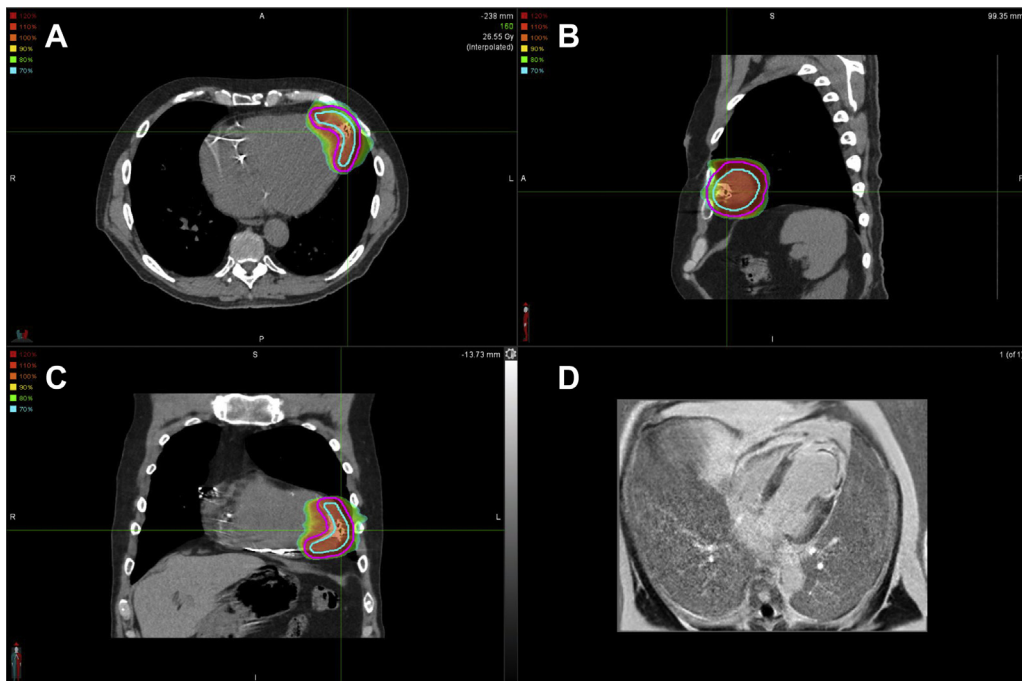 A
A
-238 mm
120%
110%
100%
90%
80%
70%
26.55 Gy
(Interpolated)
R
L
P
B
S
99.35 mm
120%
110%
100%
90%
80%
70%
A
I
C
S
-13.73 mm
120%
110%
100%
90%
80%
70%
R
L
D
1 (of 1